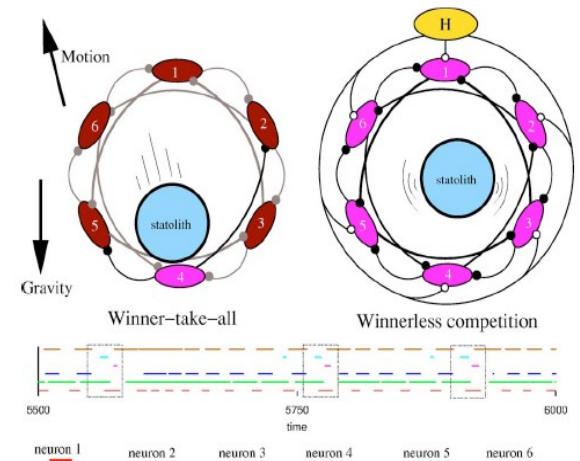 H
Motion
1
1
6
2
6
2
statolith
statolith
5
3
5
3
4
4
Gravity
Winner–take–all
Winnerless competition
5500
5750
6000
time
neuron 1
neuron 2
neuron 3
neuron 4
neuron 5
neuron 6